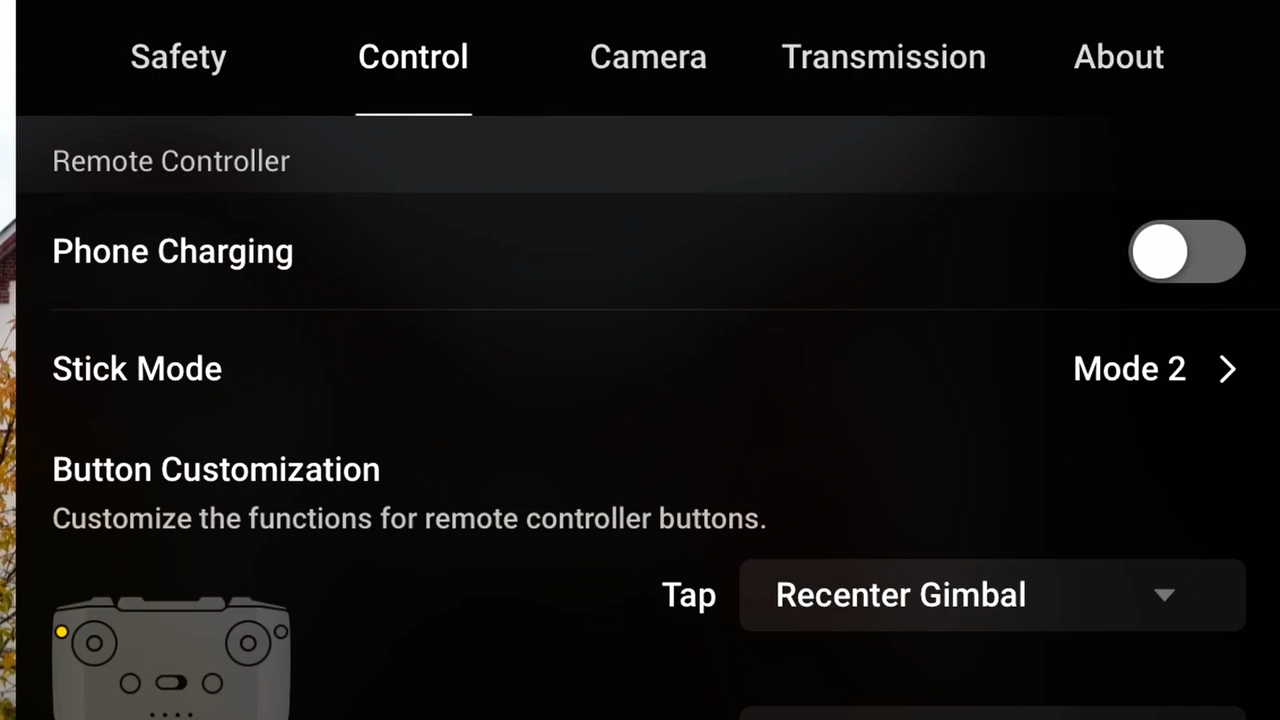 Safety Control Camera Transmission About
Remote Controller
Phone Charging
Stick Mode Mode 2
Button Customization
Customize the functions for remote controller buttons.
Tap Recenter Gimbal